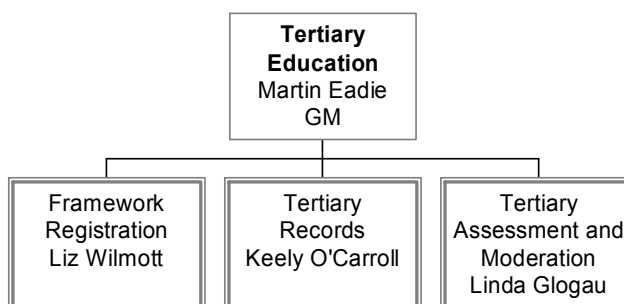 Tertiary
Education
Martin Eadie
GM
Framework
Registration
Liz Wilmott
Tertiary
Records
Keely O'Carroll
Tertiary
Assessment and
Moderation
Linda Glogau